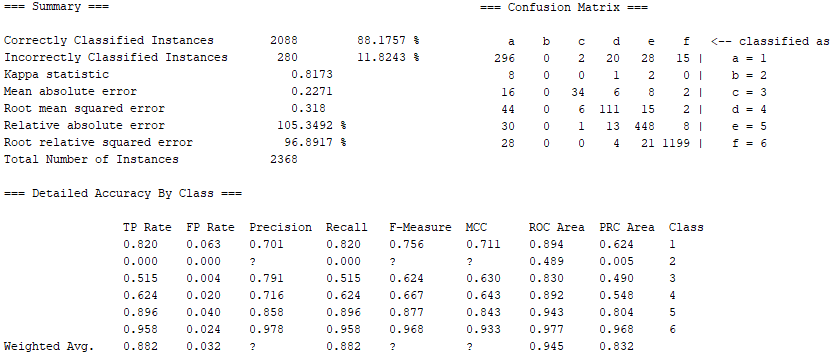 === Summary ===
Correctly Classified Instances 2088 88.1757 %
Incorrectly Classified Instances 280 11.8243 %
Kappa statistic 0.8173
Mean absolute error 0.2271
Root mean squared error 0.318
Relative absolute error 105.3492 %
Root relative squared error 96.8917 %
Total Number of Instances 2368
=== Confusion Matrix ===
a b c d e f <-- classified as
296 0 2 20 28 15 | a = 1
8 0 0 1 2 0 | b = 2
16 0 34 6 8 2 | c = 3
44 0 6 111 15 2 | d = 4
30 0 1 13 448 8 | e = 5
28 0 0 4 21 1199 | f = 6
=== Detailed Accuracy By Class ===
TP Rate FP Rate Precision Recall F-Measure MCC ROC Area PRC Area Class
0.820 0.063 0.701 0.820 0.756 0.711 0.894 0.624 1
0.000 0.000 ? 0.000 ? ? 0.489 0.005 2
0.515 0.004 0.791 0.515 0.624 0.630 0.830 0.490 3
0.624 0.020 0.716 0.624 0.667 0.643 0.892 0.548 4
0.896 0.040 0.858 0.896 0.877 0.843 0.943 0.804 5
0.958 0.024 0.978 0.958 0.968 0.933 0.977 0.968 6
Weighted Avg. 0.882 0.032 ? 0.882 ? ? 0.945 0.832